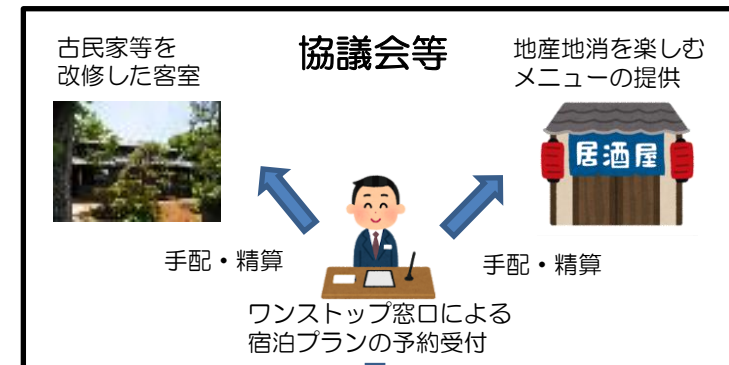 協議会等
古民家等を
改修した客室
地産地消を楽しむ
メニューの提供
居酒屋
手配・精算
手配・精算
ワンストップ窓口による
宿泊プランの予約受付